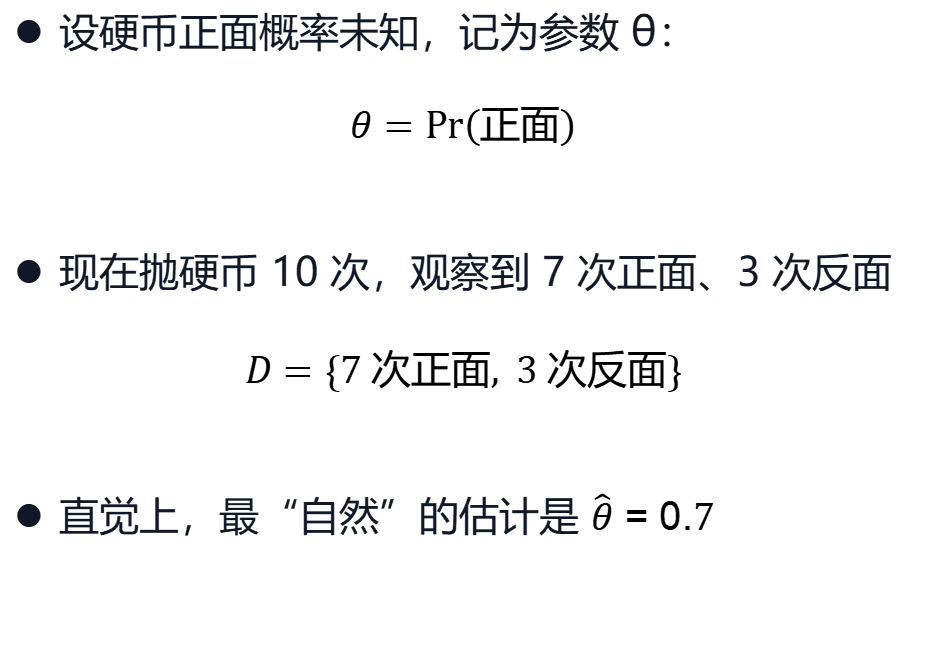 ● 设硬币正面概率未知，记为参数 θ：
θ = Pr(正面)
● 现在抛硬币 10 次，观察到 7 次正面、3 次反面
D = {7 次正面, 3 次反面}
● 直觉上，最“自然”的估计是 θ̂ = 0.7